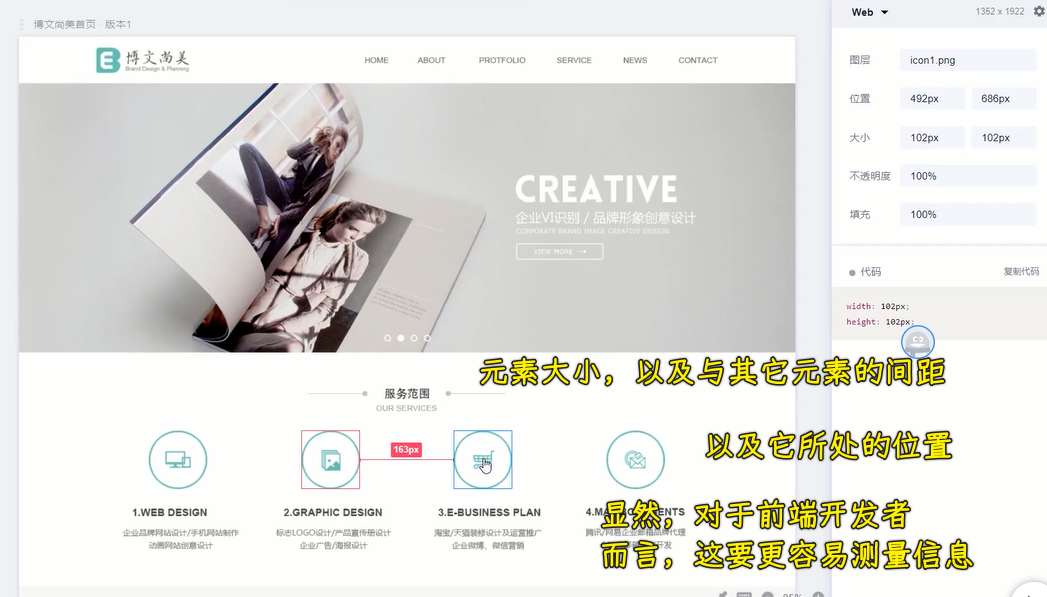 博文尚美首页 · 版本1
Web
1352 x 1922
博文尚美
Brand Design & Planning
HOME ABOUT PROTFOLIO SERVICE NEWS CONTACT
图层 icon1.png
位置 492px 686px
大小 102px 102px
不透明度 100%
填充 100%
CREATIVE
企业VI识别 / 品牌形象创意设计
CORPORATE BRAND IMAGE CREATIVE DESIGN
VIEW MORE
代码 复制代码
width: 102px;
height: 102px;
元素大小，以及与其它元素的间距
服务范围
OUR SERVICES
以及它所处的位置
163px
1.WEB DESIGN
企业品牌网站设计/手机网站制作
动画网站创意设计
2.GRAPHIC DESIGN
标志LOGO设计/产品宣传册设计
企业广告/海报设计
3.E-BUSINESS PLAN
淘宝/天猫装修设计及运营推广
企业微博、微信营销
腾讯/网易企业邮箱品牌代理
显然，对于前端开发者
而言，这要更容易测量信息